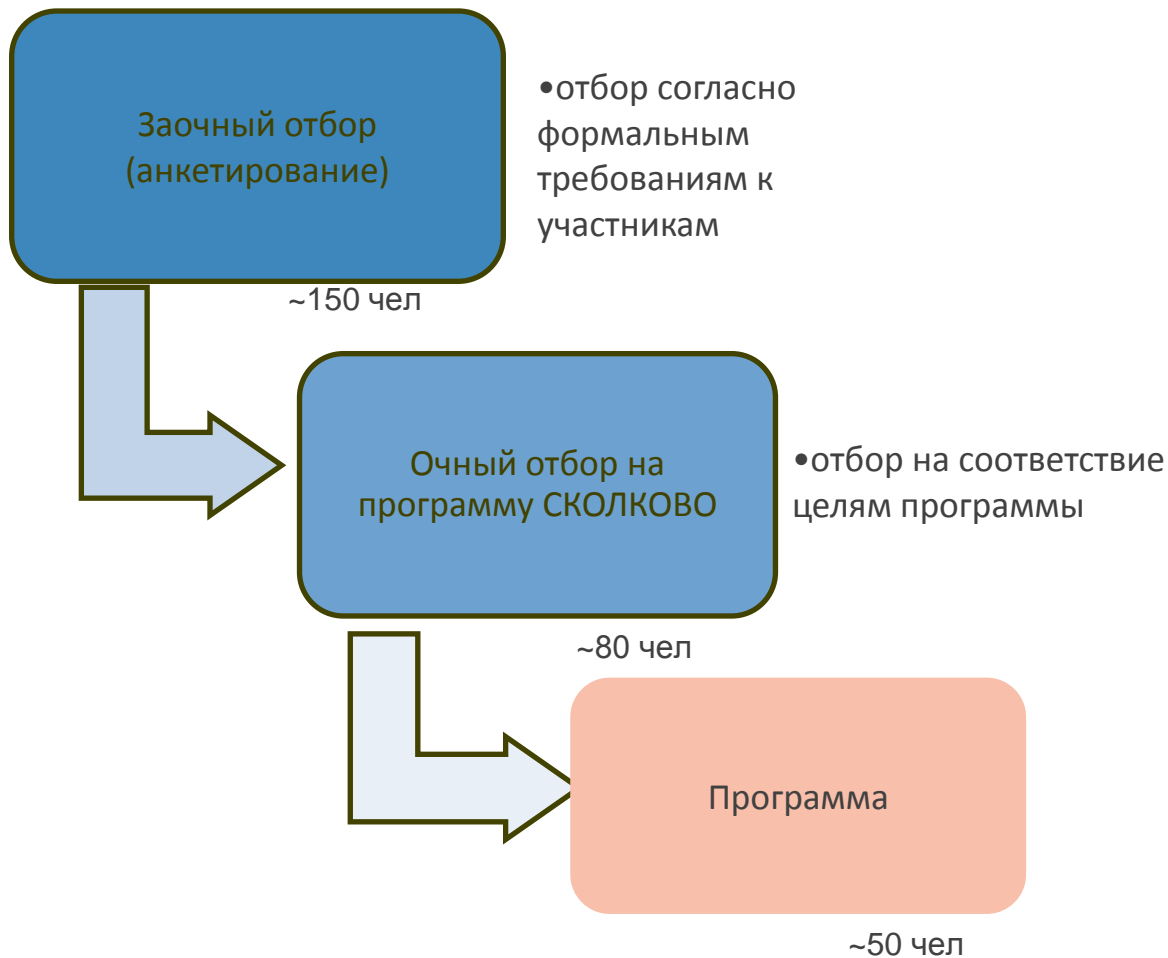 Заочный отбор
(анкетирование)
•отбор согласно
формальным
требованиям к
участникам
~150 чел
Очный отбор на
программу СКОЛКОВО
•отбор на соответствие
целям программы
~80 чел
Программа
~50 чел